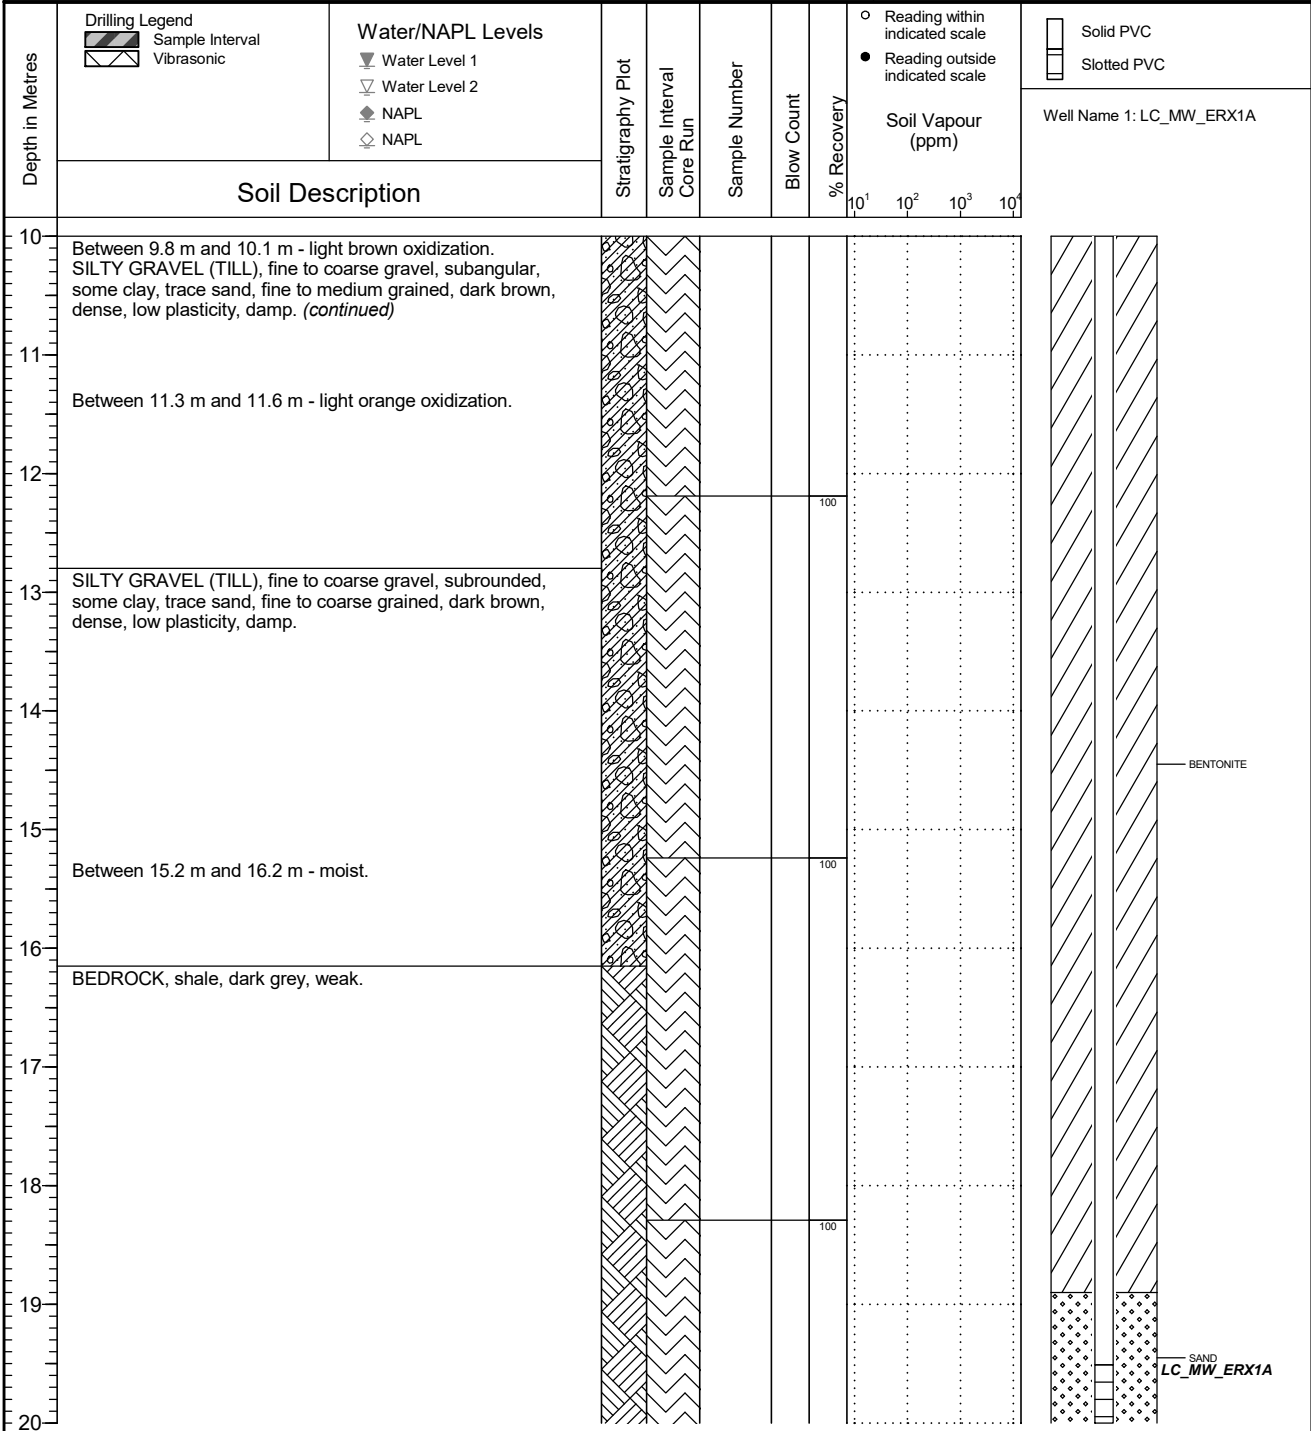 Depth in Metres
Drilling Legend
Sample Interval
Vibrasonic
Water/NAPL Levels
Water Level 1
Water Level 2
NAPL
NAPL
Soil Description
Stratigraphy Plot
Sample Interval
Core Run
Sample Number
Blow Count
% Recovery
Reading within
indicated scale
Reading outside
indicated scale
Soil Vapour
(ppm)
10¹ 10² 10³ 10⁴
Solid PVC
Slotted PVC
Well Name 1: LC_MW_ERX1A
10
Between 9.8 m and 10.1 m - light brown oxidization.
SILTY GRAVEL (TILL), fine to coarse gravel, subangular,
some clay, trace sand, fine to medium grained, dark brown,
dense, low plasticity, damp. (continued)
11
Between 11.3 m and 11.6 m - light orange oxidization.
12
100
13
SILTY GRAVEL (TILL), fine to coarse gravel, subrounded,
some clay, trace sand, fine to coarse grained, dark brown,
dense, low plasticity, damp.
14
BENTONITE
15
100
Between 15.2 m and 16.2 m - moist.
16
BEDROCK, shale, dark grey, weak.
17
18
100
19
SAND
LC_MW_ERX1A
20